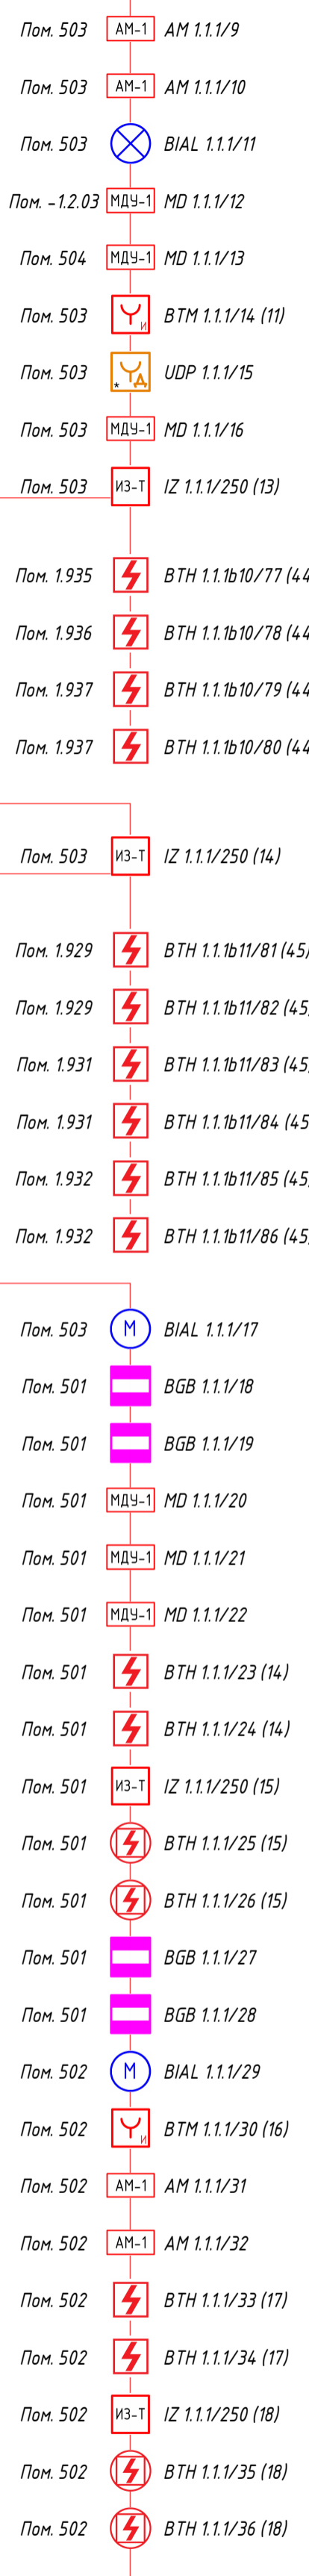 Пом. 503 АМ-1 AM 1.1.1/9
Пом. 503 АМ-1 AM 1.1.1/10
Пом. 503 BIAL 1.1.1/11
Пом. -1.2.03 МДУ-1 MD 1.1.1/12
Пом. 504 МДУ-1 MD 1.1.1/13
Пом. 503 И BTM 1.1.1/14 (11)
Пом. 503 * Д UDP 1.1.1/15
Пом. 503 МДУ-1 MD 1.1.1/16
Пом. 503 ИЗ-Т IZ 1.1.1/250 (13)
Пом. 1.935 BTH 1.1.1b10/77 (44
Пом. 1.936 BTH 1.1.1b10/78 (44
Пом. 1.937 BTH 1.1.1b10/79 (44
Пом. 1.937 BTH 1.1.1b10/80 (44
Пом. 503 ИЗ-Т IZ 1.1.1/250 (14)
Пом. 1.929 BTH 1.1.1b11/81 (45)
Пом. 1.929 BTH 1.1.1b11/82 (45
Пом. 1.931 BTH 1.1.1b11/83 (45
Пом. 1.931 BTH 1.1.1b11/84 (45
Пом. 1.932 BTH 1.1.1b11/85 (45
Пом. 1.932 BTH 1.1.1b11/86 (45
Пом. 503 М BIAL 1.1.1/17
Пом. 501 BGB 1.1.1/18
Пом. 501 BGB 1.1.1/19
Пом. 501 МДУ-1 MD 1.1.1/20
Пом. 501 МДУ-1 MD 1.1.1/21
Пом. 501 МДУ-1 MD 1.1.1/22
Пом. 501 BTH 1.1.1/23 (14)
Пом. 501 BTH 1.1.1/24 (14)
Пом. 501 ИЗ-Т IZ 1.1.1/250 (15)
Пом. 501 BTH 1.1.1/25 (15)
Пом. 501 BTH 1.1.1/26 (15)
Пом. 501 BGB 1.1.1/27
Пом. 501 BGB 1.1.1/28
Пом. 502 М BIAL 1.1.1/29
Пом. 502 И BTM 1.1.1/30 (16)
Пом. 502 АМ-1 AM 1.1.1/31
Пом. 502 АМ-1 AM 1.1.1/32
Пом. 502 BTH 1.1.1/33 (17)
Пом. 502 BTH 1.1.1/34 (17)
Пом. 502 ИЗ-Т IZ 1.1.1/250 (18)
Пом. 502 BTH 1.1.1/35 (18)
Пом. 502 BTH 1.1.1/36 (18)